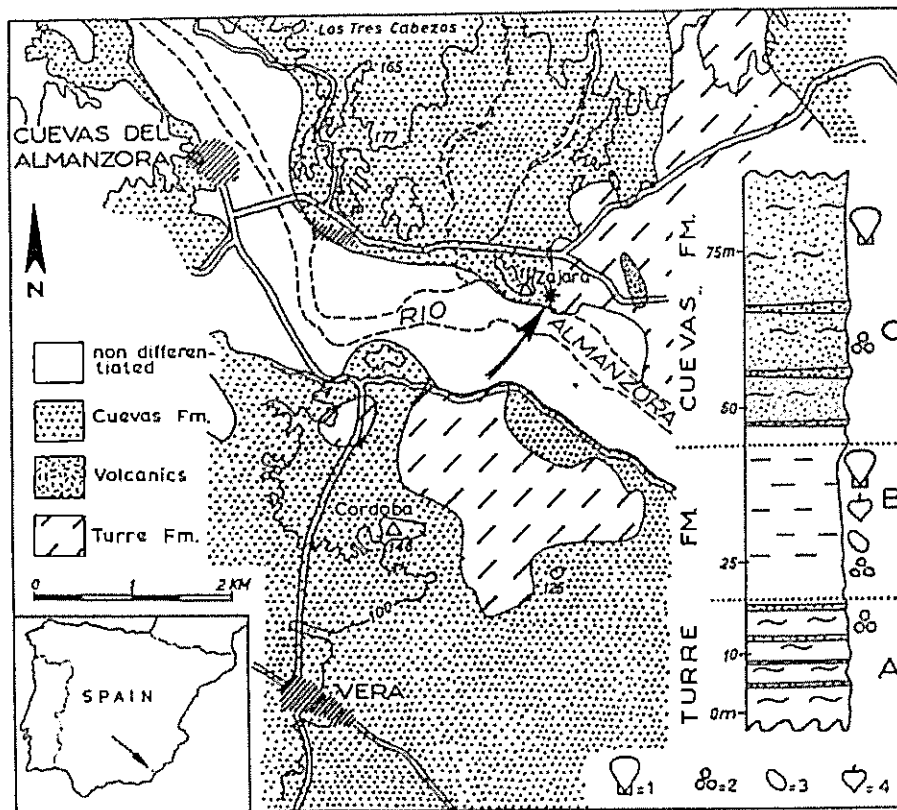 Los Tres Cabezos
165
177
CUEVAS DEL
ALMANZORA
N
Zajara
RIO
ALMANZORA
non differen-
tiated
Cuevas Fm.
Volcanics
Turre Fm.
0 1 2 KM
Cordoba
148
100
126
VERA
SPAIN
CUEVAS FM.
TURRE FM
75m
50
25
10
0m
C
B
A
=1 =2 =3 =4